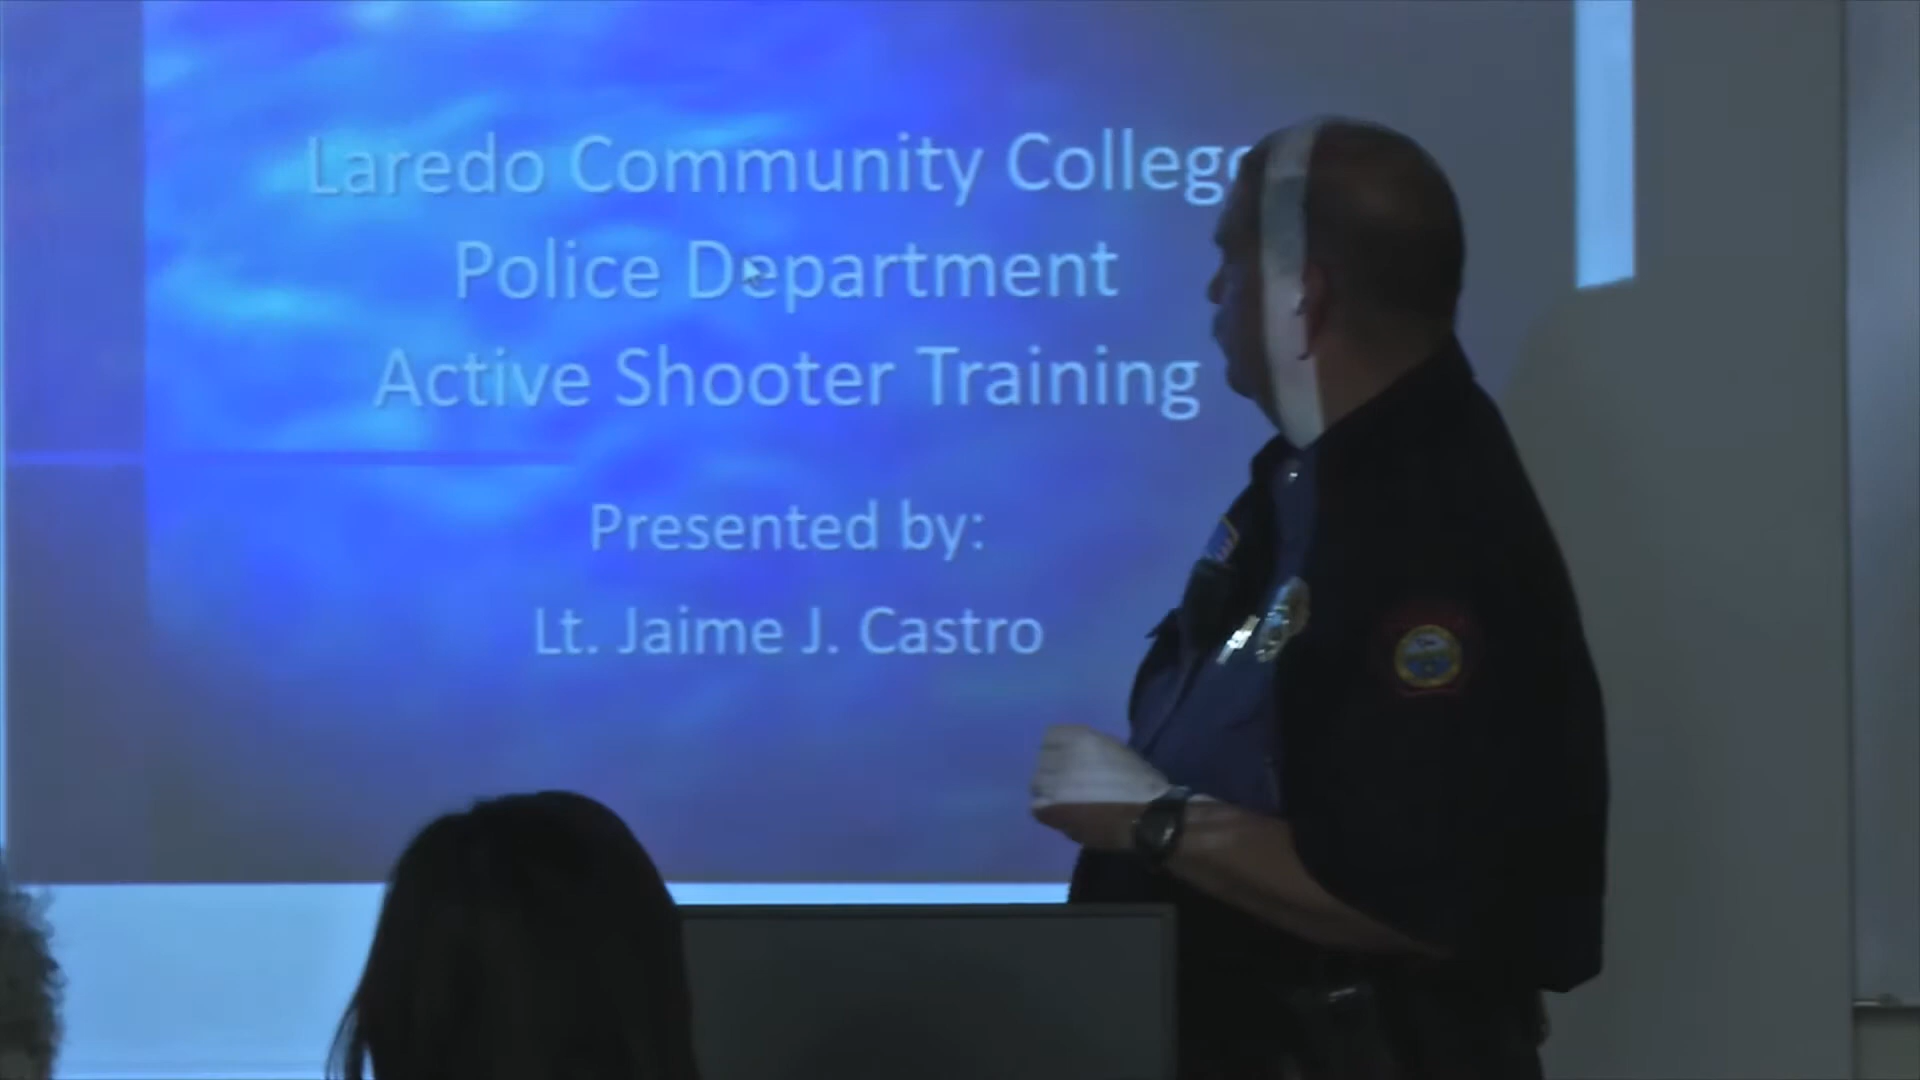 Laredo Community College
Police Department
Active Shooter Training
Presented by:
Lt. Jaime J. Castro